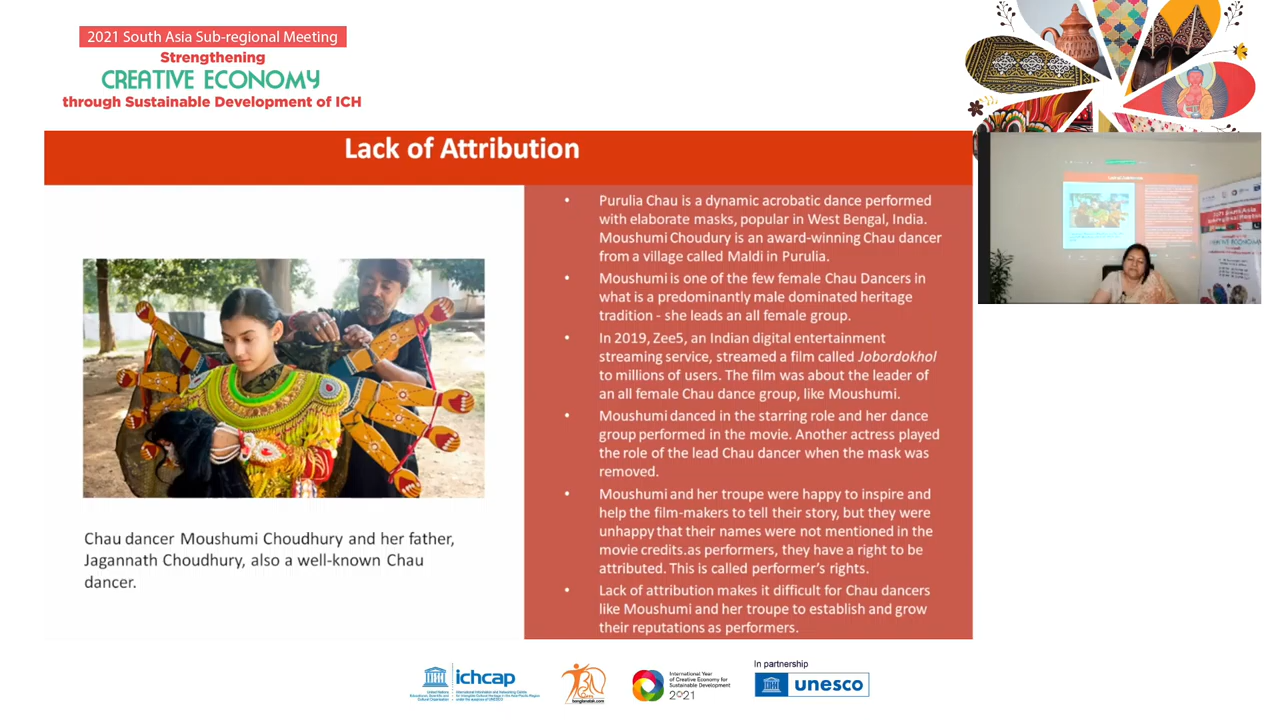 2021 South Asia Sub-regional Meeting
Strengthening
CREATIVE ECONOMY
through Sustainable Development of ICH
Lack of Attribution
• Purulia Chau is a dynamic acrobatic dance performed
with elaborate masks, popular in West Bengal, India.
Moushumi Choudury is an award-winning Chau dancer
from a village called Maldi in Purulia.
• Moushumi is one of the few female Chau Dancers in
what is a predominantly male dominated heritage
tradition - she leads an all female group.
• In 2019, Zee5, an Indian digital entertainment
streaming service, streamed a film called Jobordokhol
to millions of users. The film was about the leader of
an all female Chau dance group, like Moushumi.
• Moushumi danced in the starring role and her dance
group performed in the movie. Another actress played
the role of the lead Chau dancer when the mask was
removed.
• Moushumi and her troupe were happy to inspire and
help the film-makers to tell their story, but they were
unhappy that their names were not mentioned in the
movie credits.as performers, they have a right to be
attributed. This is called performer's rights.
• Lack of attribution makes it difficult for Chau dancers
like Moushumi and her troupe to establish and grow
their reputations as performers.
Chau dancer Moushumi Choudhury and her father,
Jagannath Choudhury, also a well-known Chau
dancer.
ichcap
banglanatak.com
International Year
of Creative Economy for
Sustainable Development
2021
In partnership
unesco